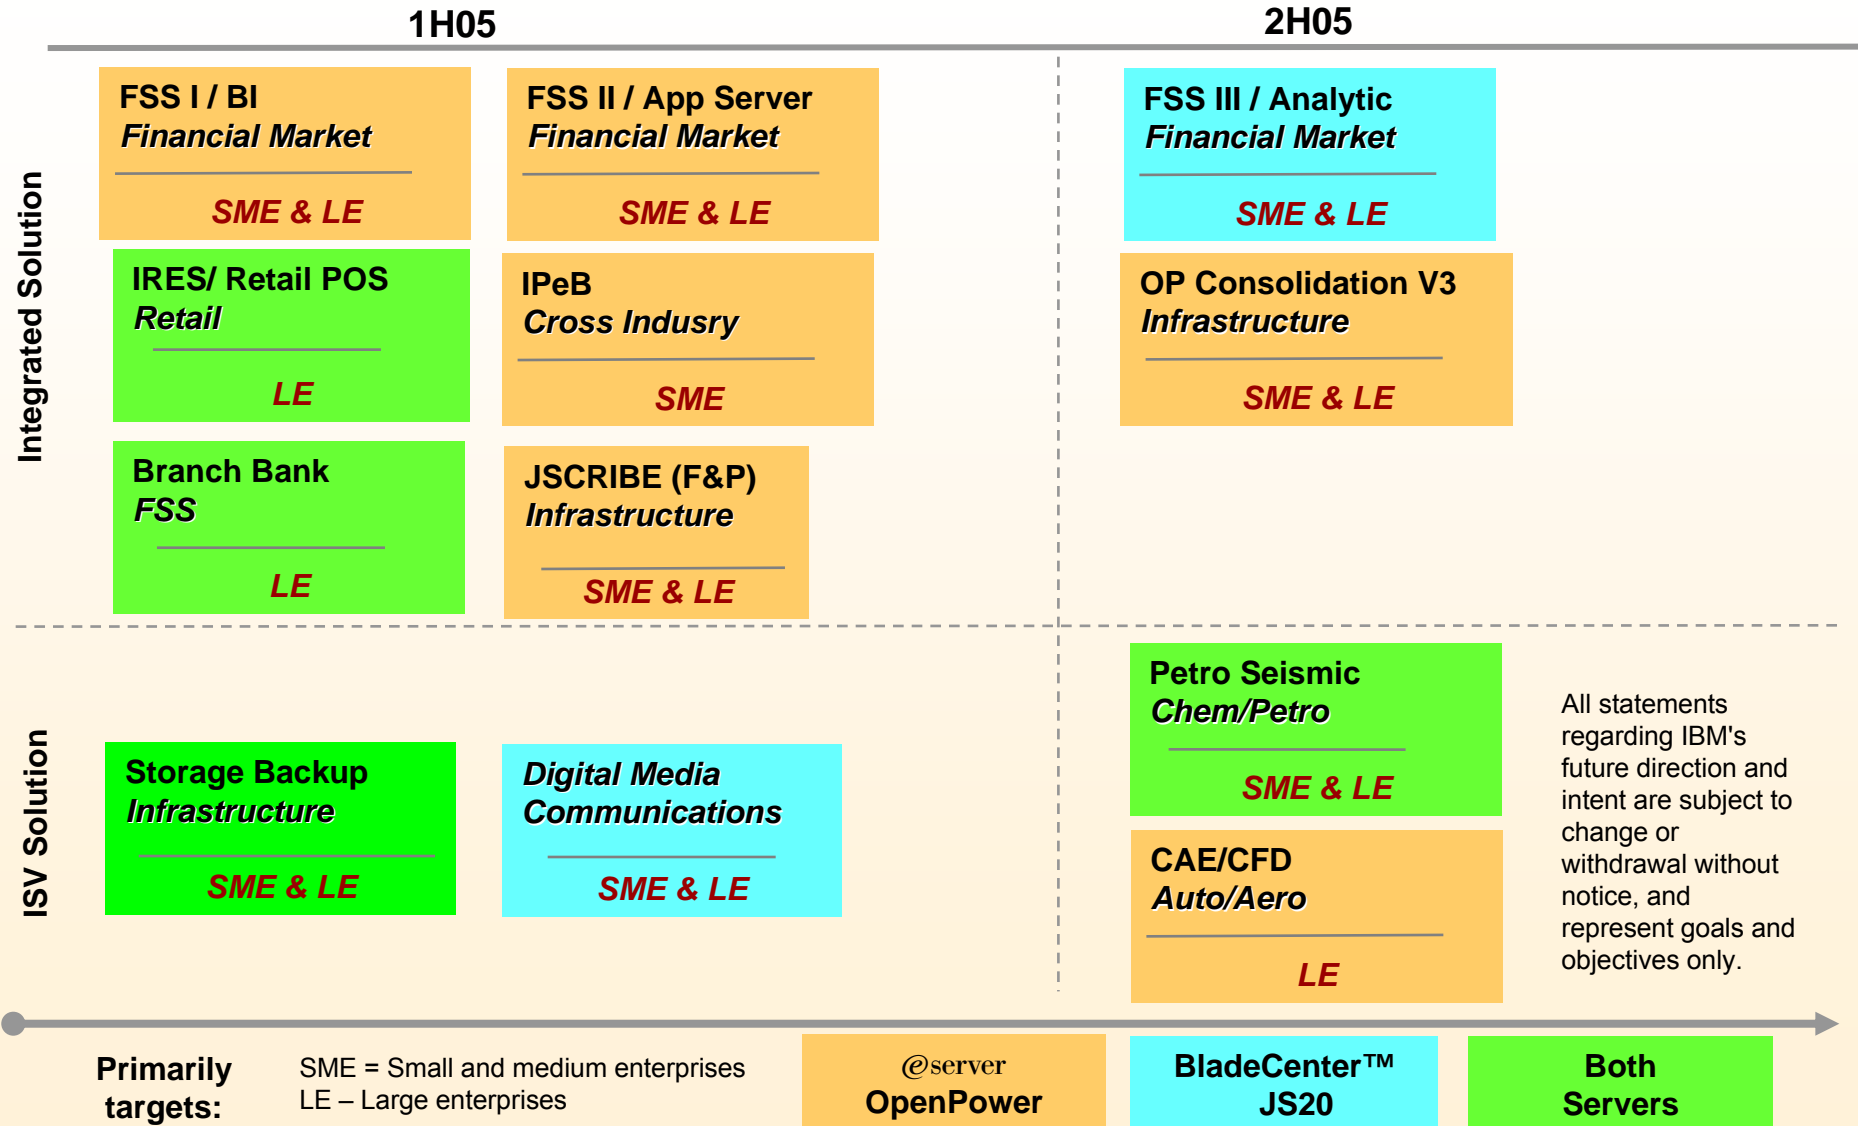 1H05
2H05
Integrated Solution
FSS I / BI
Financial Market
SME & LE
FSS II / App Server
Financial Market
SME & LE
FSS III / Analytic
Financial Market
SME & LE
IRES/ Retail POS
Retail
LE
IPeB
Cross Indusry
SME
OP Consolidation V3
Infrastructure
SME & LE
Branch Bank
FSS
LE
JSCRIBE (F&P)
Infrastructure
SME & LE
ISV Solution
Storage Backup
Infrastructure
SME & LE
Digital Media
Communications
SME & LE
Petro Seismic
Chem/Petro
SME & LE
CAE/CFD
Auto/Aero
LE
All statements
regarding IBM's
future direction and
intent are subject to
change or
withdrawal without
notice, and
represent goals and
objectives only.
Primarily
targets:
SME = Small and medium enterprises
LE – Large enterprises
@server
OpenPower
BladeCenter™
JS20
Both
Servers